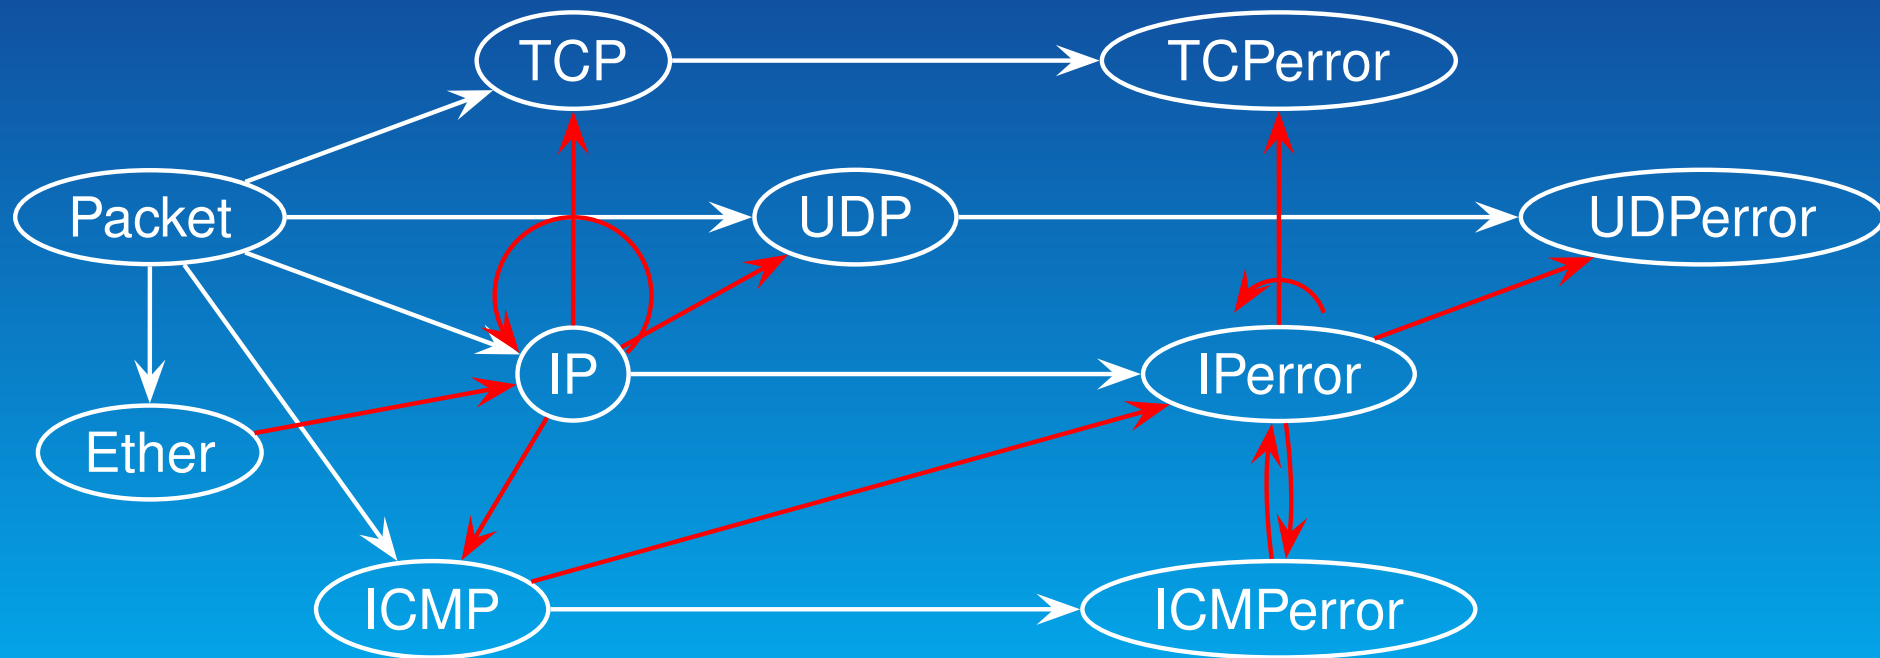 TCP
TCPerror
Packet
UDP
UDPerror
IP
IPerror
Ether
ICMP
ICMPerror